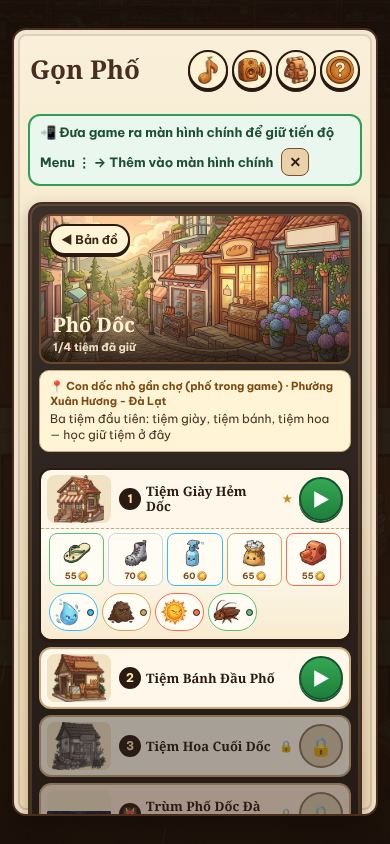 Gọn Phố
Đưa game ra màn hình chính để giữ tiến độ
Menu ⋮ → Thêm vào màn hình chính ✕
◀ Bản đồ
Phố Dốc
1/4 tiệm đã giữ
Con dốc nhỏ gần chợ (phố trong game) · Phường
Xuân Hương - Đà Lạt
Ba tiệm đầu tiên: tiệm giày, tiệm bánh, tiệm hoa
— học giữ tiệm ở đây
1 Tiệm Giày Hẻm
Dốc
55 70 60 65 55
2 Tiệm Bánh Đầu Phố
3 Tiệm Hoa Cuối Dốc
Trùm Phố Dốc Đà